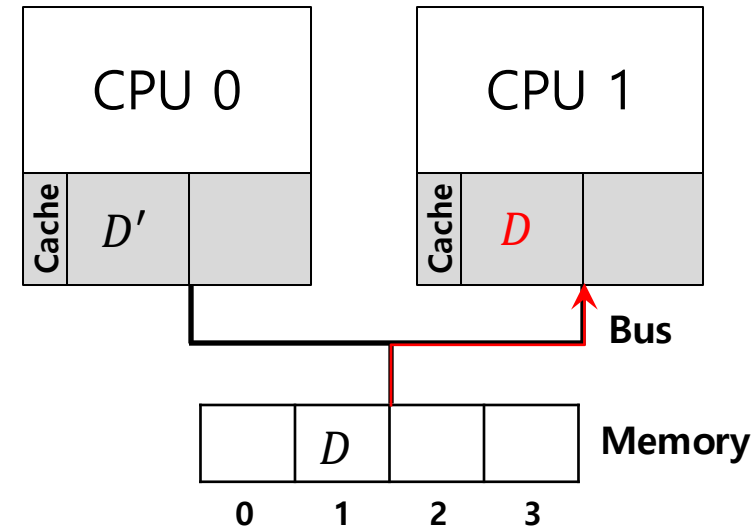 CPU 0
CPU 1
Cache
D′
Cache
D
Bus
D
Memory
0 1 2 3